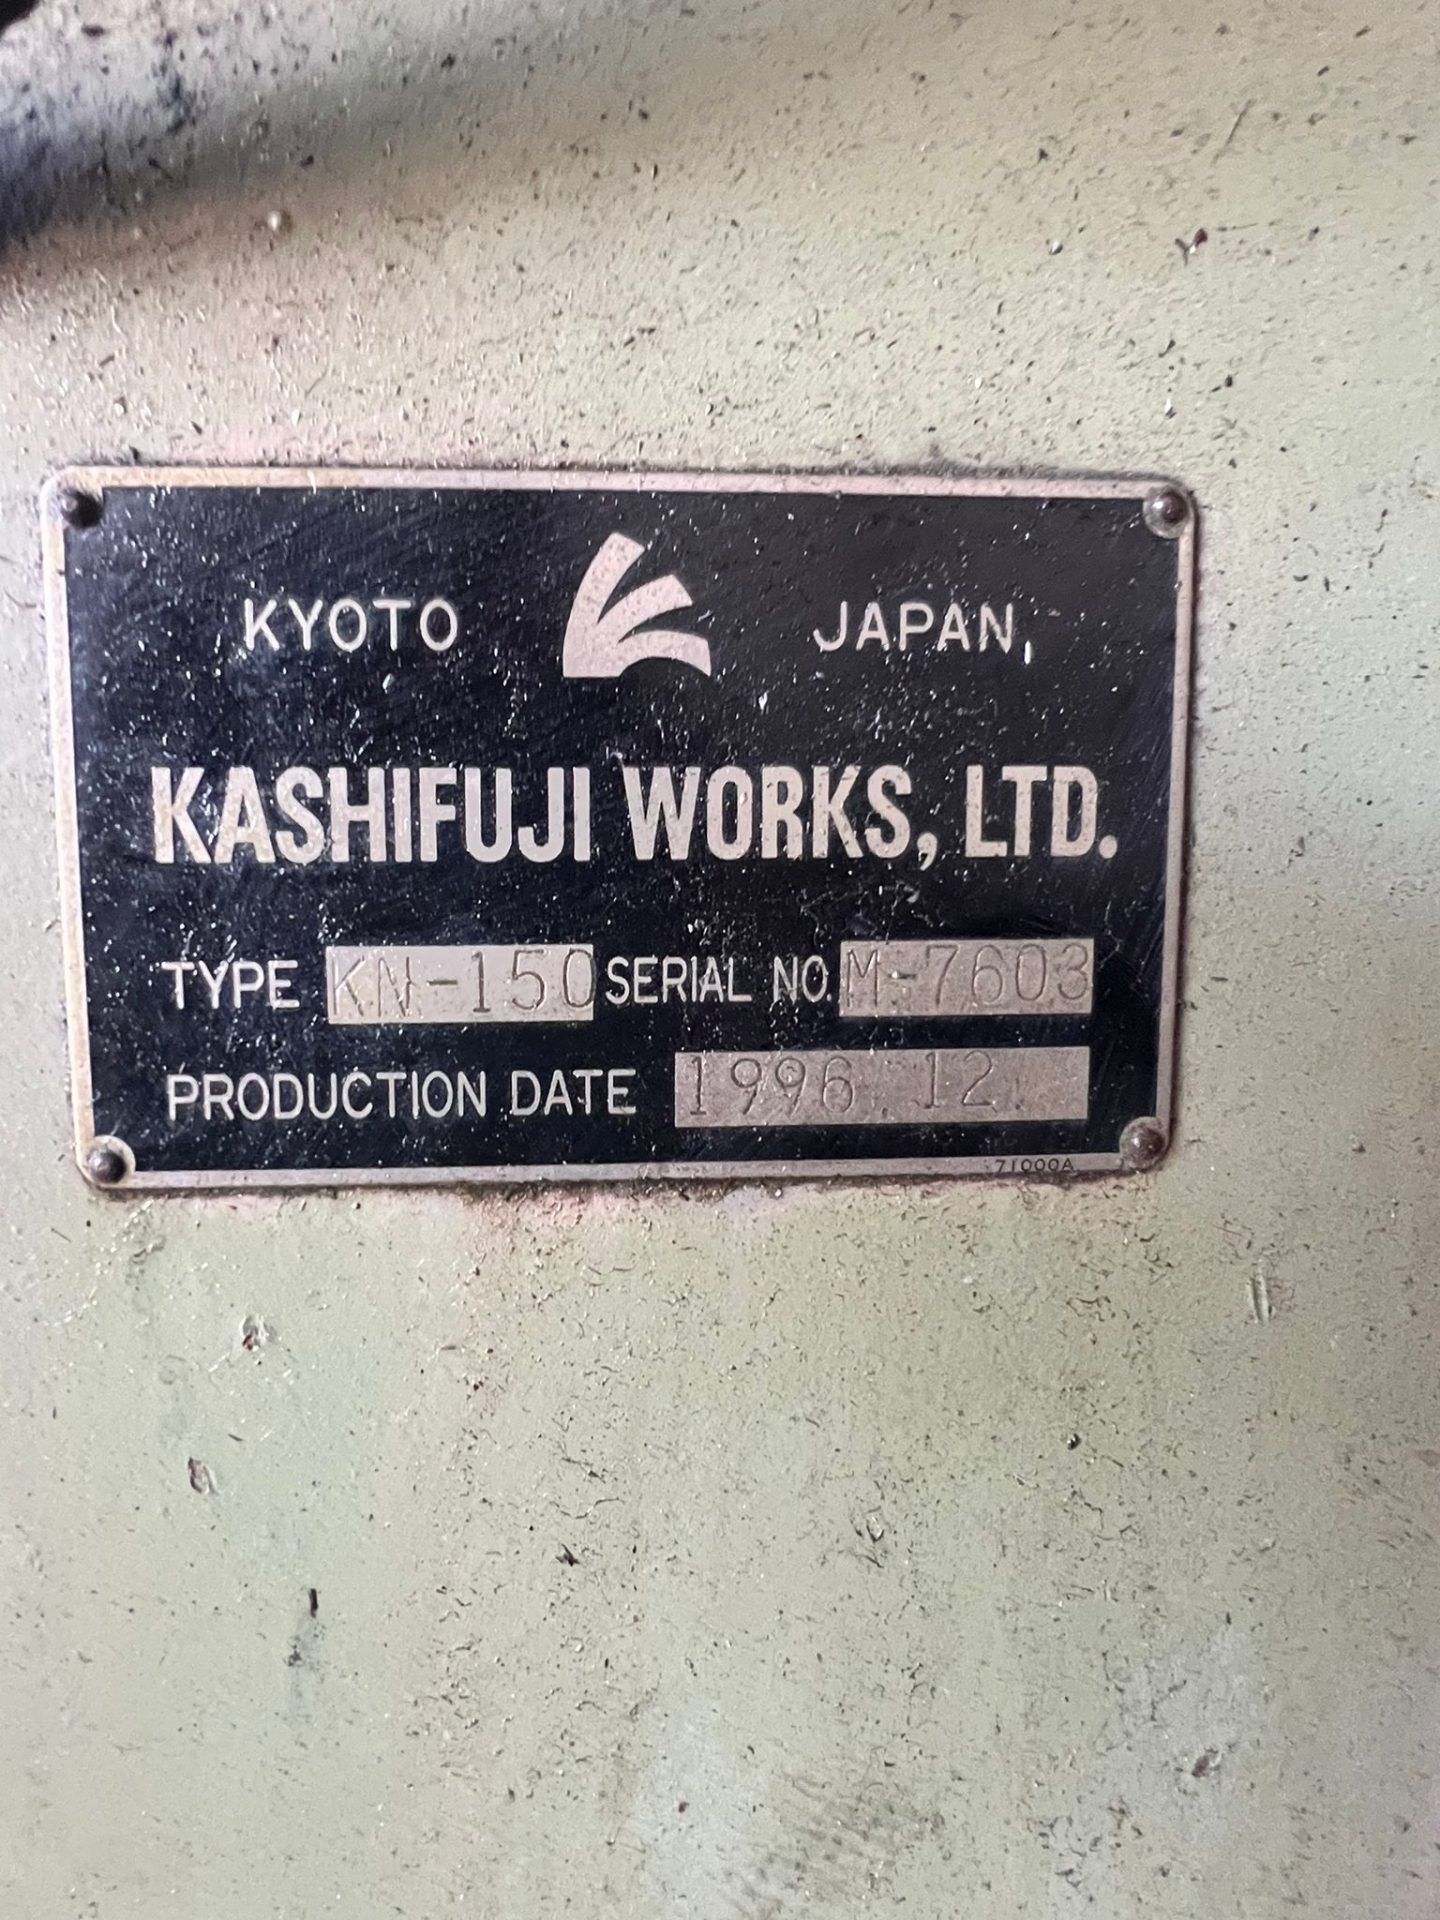 KYOTO JAPAN
KASHIFUJI WORKS, LTD.
TYPE KN-150 SERIAL NO. M-7603
PRODUCTION DATE 1996.12.
71000A